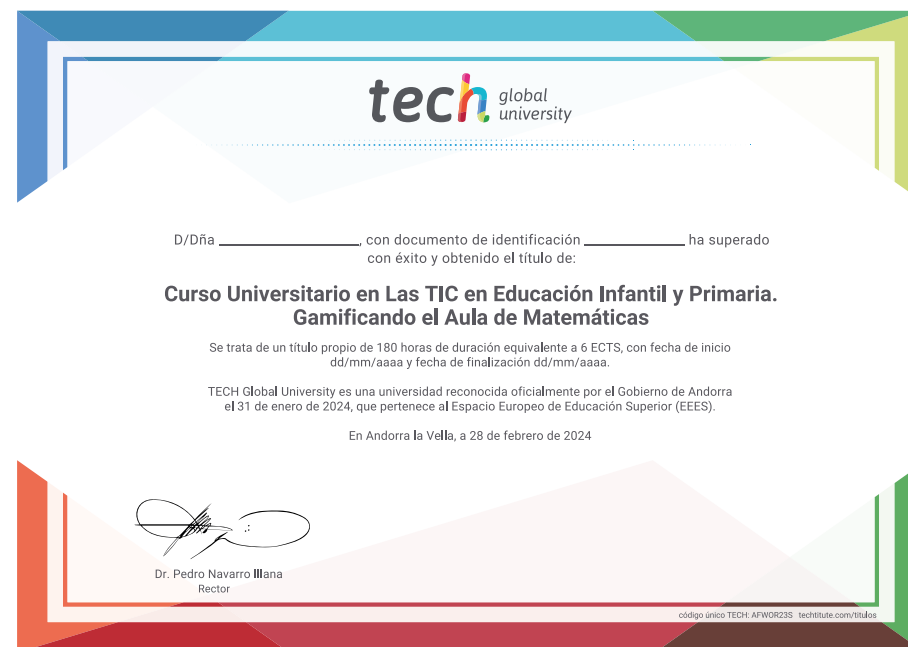 tech global university
D/Dña ____________, con documento de identificación ____________ ha superado
con éxito y obtenido el título de:
Curso Universitario en Las TIC en Educación Infantil y Primaria.
Gamificando el Aula de Matemáticas
Se trata de un título propio de 180 horas de duración equivalente a 6 ECTS, con fecha de inicio
dd/mm/aaaa y fecha de finalización dd/mm/aaaa.
TECH Global University es una universidad reconocida oficialmente por el Gobierno de Andorra
el 31 de enero de 2024, que pertenece al Espacio Europeo de Educación Superior (EEES).
En Andorra la Vella, a 28 de febrero de 2024
Dr. Pedro Navarro Illana
Rector
código único TECH: AFWOR23S techtitute.com/titulos